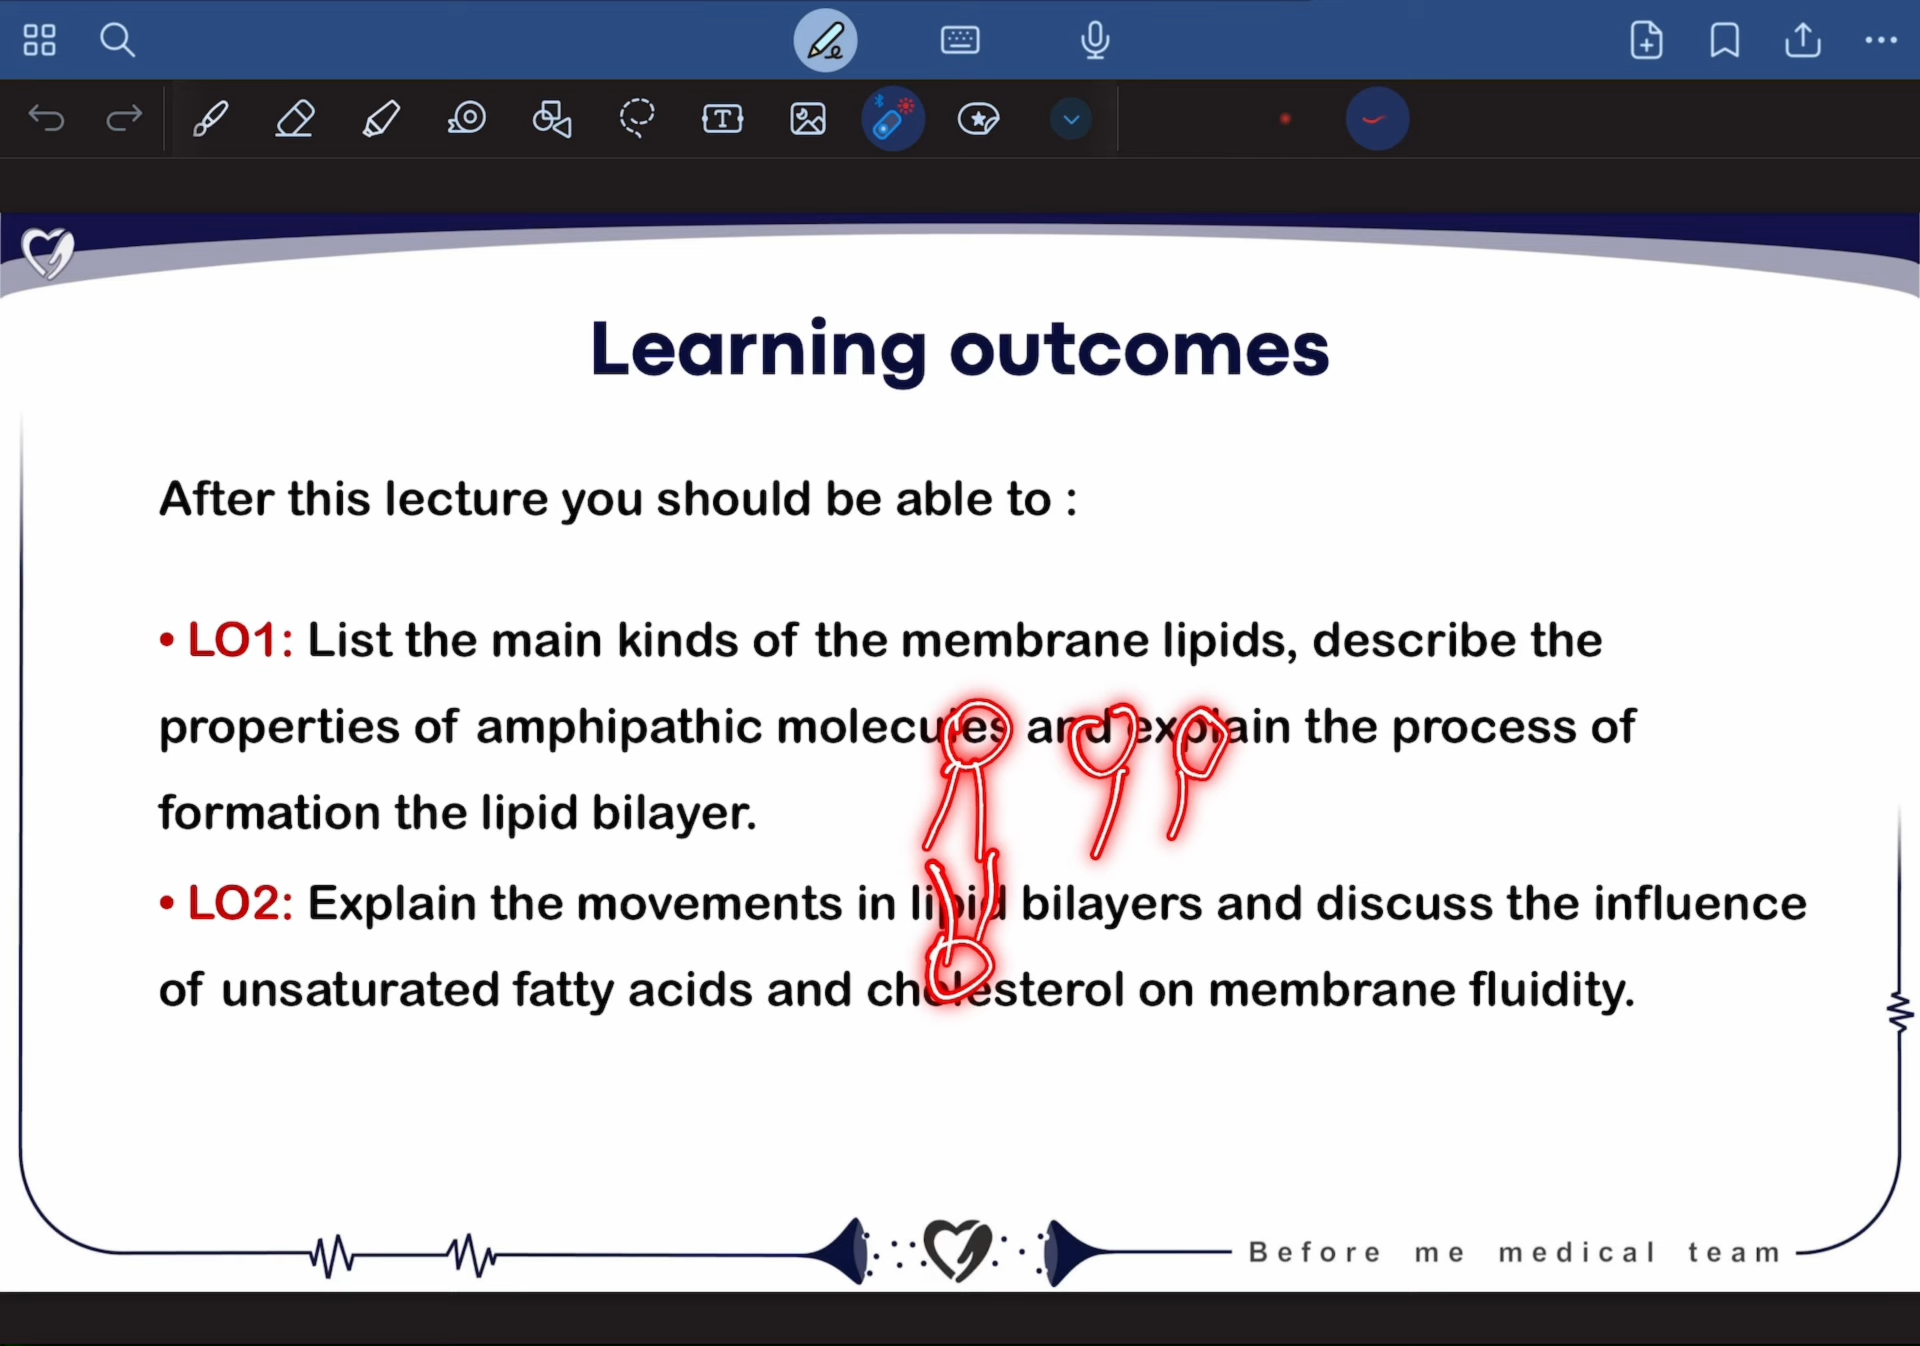 Learning outcomes
After this lecture you should be able to :
• LO1: List the main kinds of the membrane lipids, describe the
properties of amphipathic molecules and explain the process of
formation the lipid bilayer.
• LO2: Explain the movements in lipid bilayers and discuss the influence
of unsaturated fatty acids and cholesterol on membrane fluidity.
Before me medical team